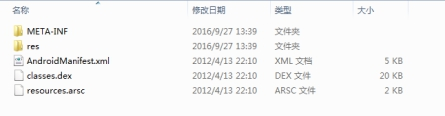 名称 修改日期 类型 大小
META-INF 2016/9/27 13:39 文件夹
res 2016/9/27 13:39 文件夹
AndroidManifest.xml 2012/4/13 22:10 XML 文档 5 KB
classes.dex 2012/4/13 22:10 DEX 文件 20 KB
resources.arsc 2012/4/13 22:10 ARSC 文件 2 KB